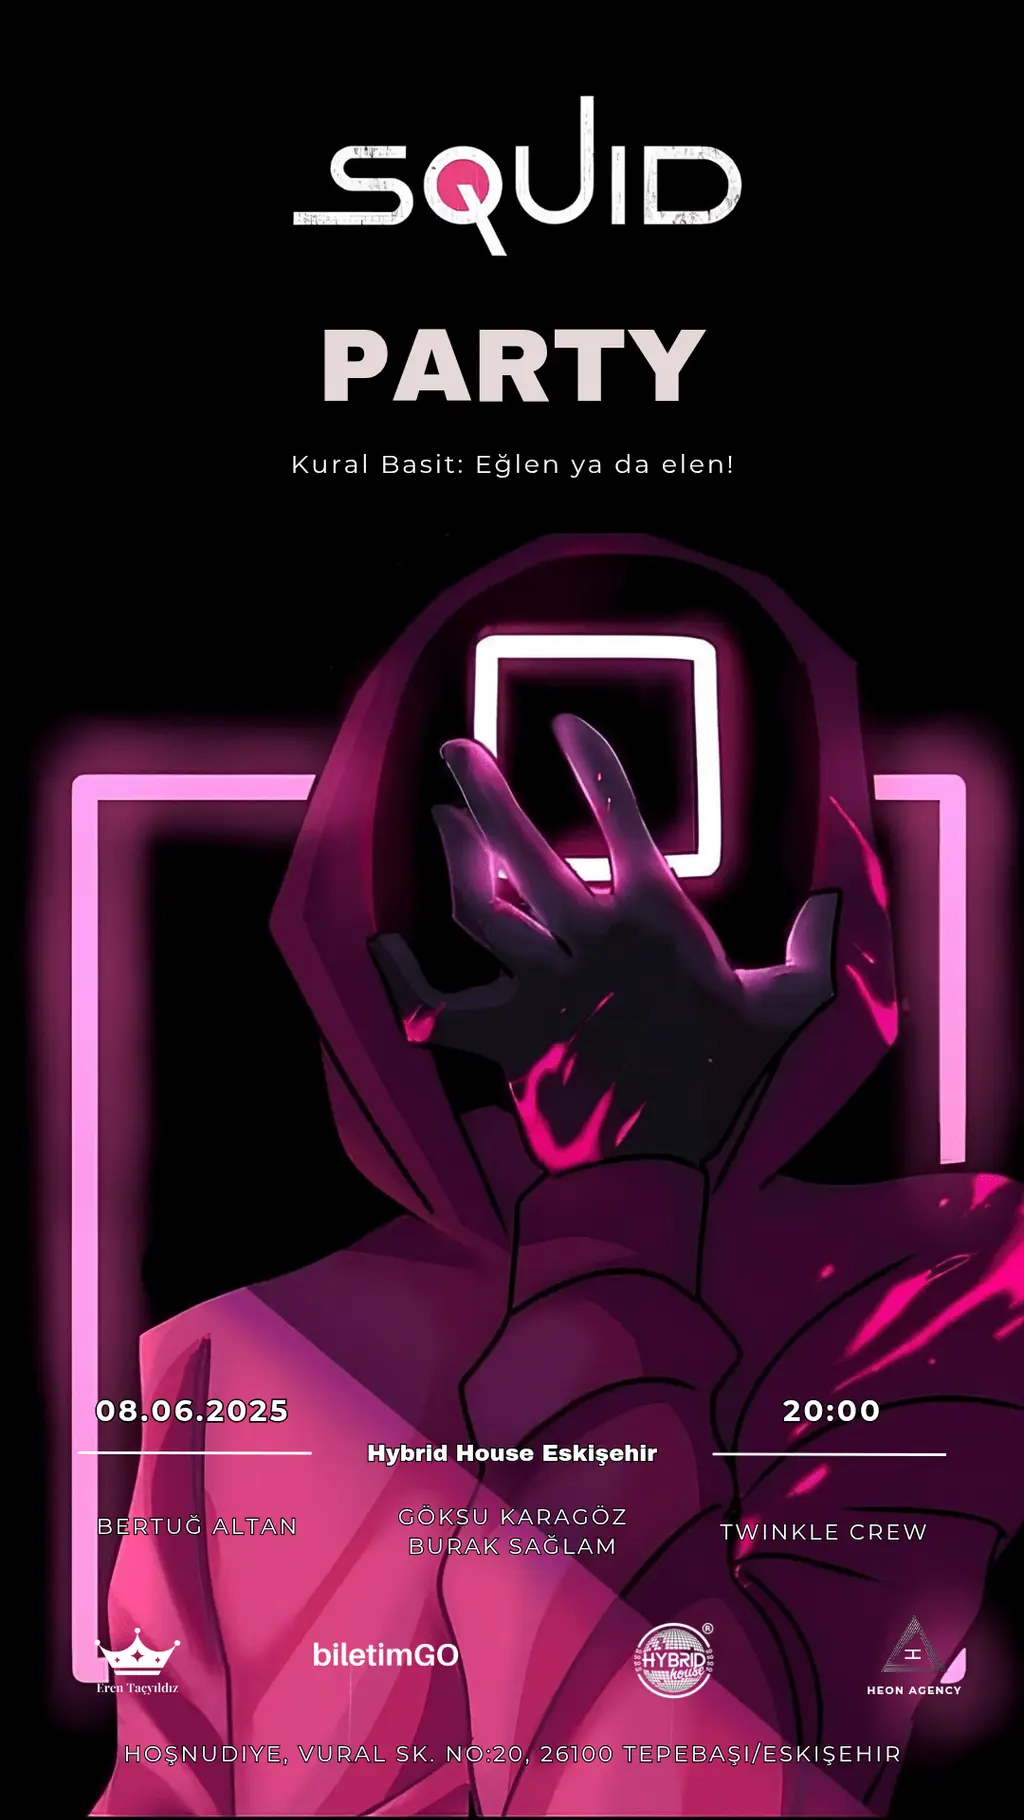 SQUID
PARTY
Kural Basit: Eğlen ya da elen!
08.06.2025
20:00
Hybrid House Eskişehir
BERTUĞ ALTAN
GÖKSU KARAGÖZ
BURAK SAĞLAM
TWINKLE CREW
Eren Taçyıldız
biletimGO
HYBRID
house
®
H
HEON AGENCY
HOŞNUDIYE, VURAL SK. NO:20, 26100 TEPEBAŞI/ESKIŞEHIR